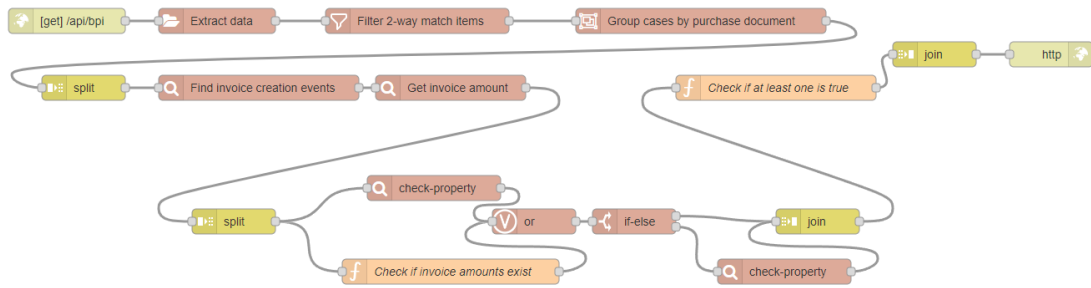 [get] /api/bpi
Extract data
Filter 2-way match items
Group cases by purchase document
join
http
split
Find invoice creation events
Get invoice amount
Check if at least one is true
check-property
split
or
if-else
join
Check if invoice amounts exist
check-property